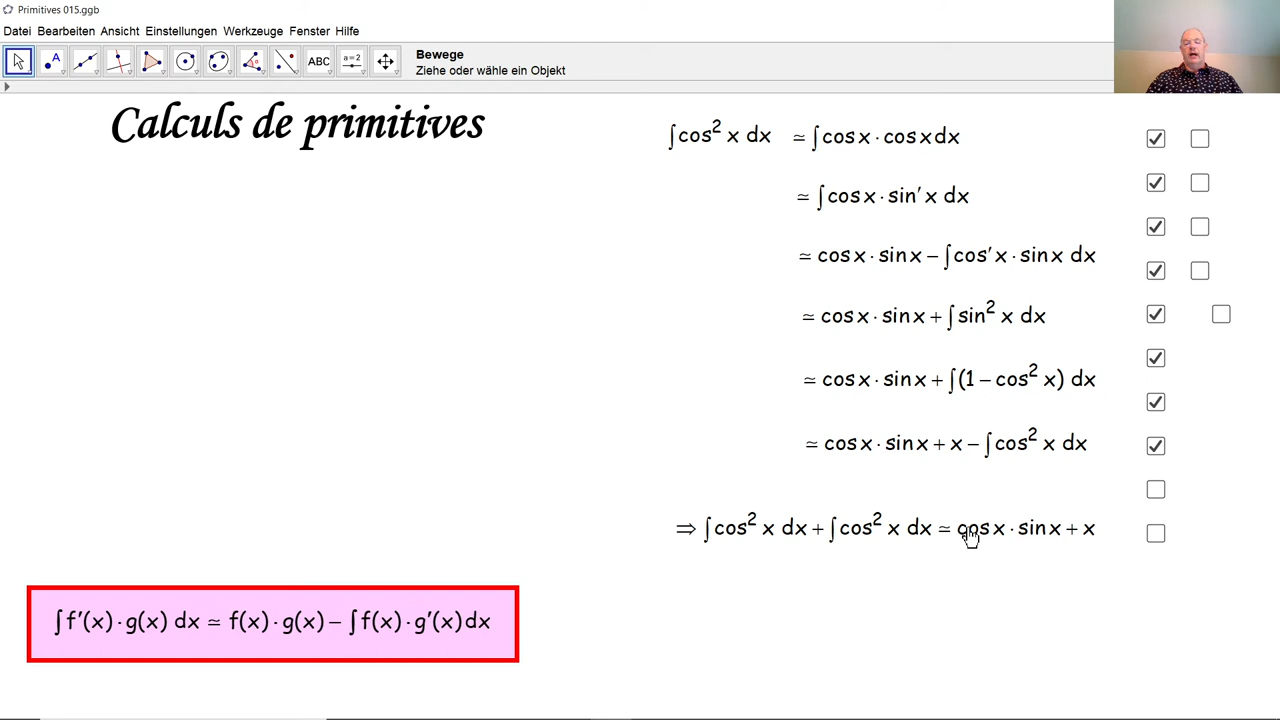 Primitives 015.ggb
Datei Bearbeiten Ansicht Einstellungen Werkzeuge Fenster Hilfe
A ABC a=2
Bewege
Ziehe oder wähle ein Objekt
Calculs de primitives
∫cos² x dx ≃ ∫cos x · cos x dx
≃ ∫cos x · sin′ x dx
≃ cos x · sin x − ∫cos′x · sin x dx
≃ cos x · sin x + ∫sin² x dx
≃ cos x · sin x + ∫(1 − cos² x) dx
≃ cos x · sin x + x − ∫cos² x dx
⇒ ∫cos² x dx + ∫cos² x dx ≃ cos x · sin x + x
∫f′(x) · g(x) dx ≃ f(x) · g(x) − ∫f(x) · g′(x) dx